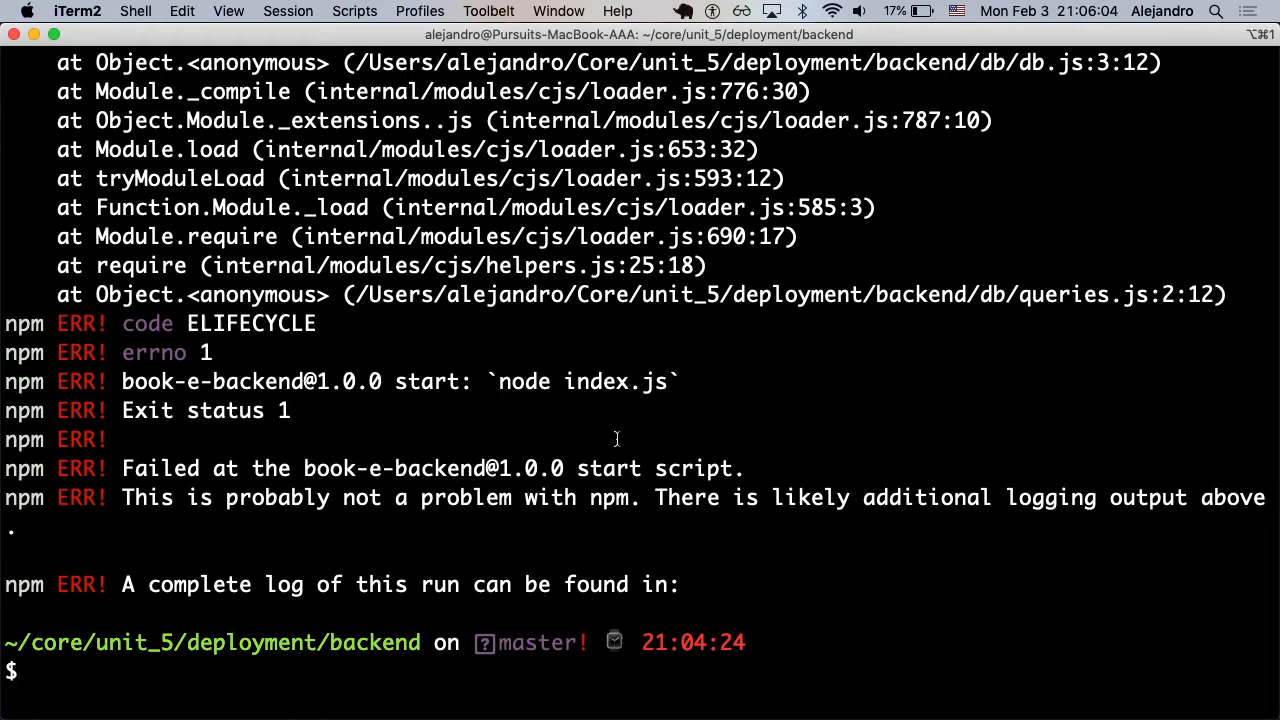 iTerm2 Shell Edit View Session Scripts Profiles Toolbelt Window Help 17% Mon Feb 3 21:06:04 Alejandro
alejandro@Pursuits-MacBook-AAA: ~/core/unit_5/deployment/backend ⌥⌘1
at Object.<anonymous> (/Users/alejandro/Core/unit_5/deployment/backend/db/db.js:3:12)
at Module._compile (internal/modules/cjs/loader.js:776:30)
at Object.Module._extensions..js (internal/modules/cjs/loader.js:787:10)
at Module.load (internal/modules/cjs/loader.js:653:32)
at tryModuleLoad (internal/modules/cjs/loader.js:593:12)
at Function.Module._load (internal/modules/cjs/loader.js:585:3)
at Module.require (internal/modules/cjs/loader.js:690:17)
at require (internal/modules/cjs/helpers.js:25:18)
at Object.<anonymous> (/Users/alejandro/Core/unit_5/deployment/backend/db/queries.js:2:12)
npm ERR! code ELIFECYCLE
npm ERR! errno 1
npm ERR! book-e-backend@1.0.0 start: `node index.js`
npm ERR! Exit status 1
npm ERR!
npm ERR! Failed at the book-e-backend@1.0.0 start script.
npm ERR! This is probably not a problem with npm. There is likely additional logging output above
.
npm ERR! A complete log of this run can be found in:
~/core/unit_5/deployment/backend on ⍰master! ⌚ 21:04:24
$